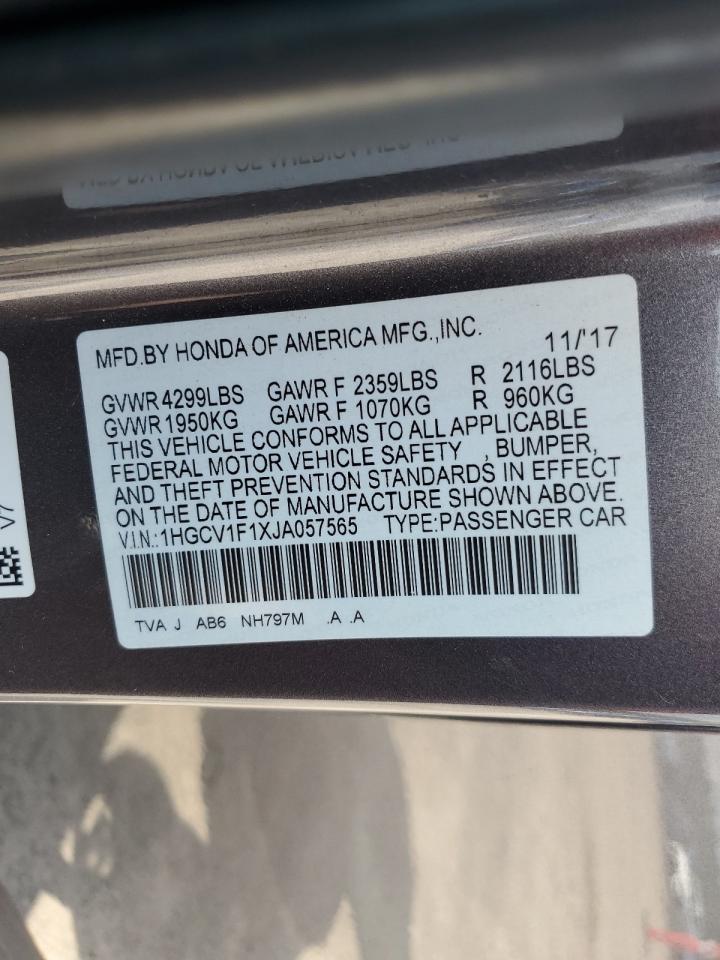 MFD.BY HONDA OF AMERICA MFG.,INC. 11/'17
GVWR 4299LBS GAWR F 2359LBS R 2116LBS
GVWR 1950KG GAWR F 1070KG R 960KG
THIS VEHICLE CONFORMS TO ALL APPLICABLE
FEDERAL MOTOR VEHICLE SAFETY , BUMPER,
AND THEFT PREVENTION STANDARDS IN EFFECT
ON THE DATE OF MANUFACTURE SHOWN ABOVE.
V.I.N.:1HGCV1F1XJA057565 TYPE:PASSENGER CAR
TVA J AB6 NH797M .A .A
V7